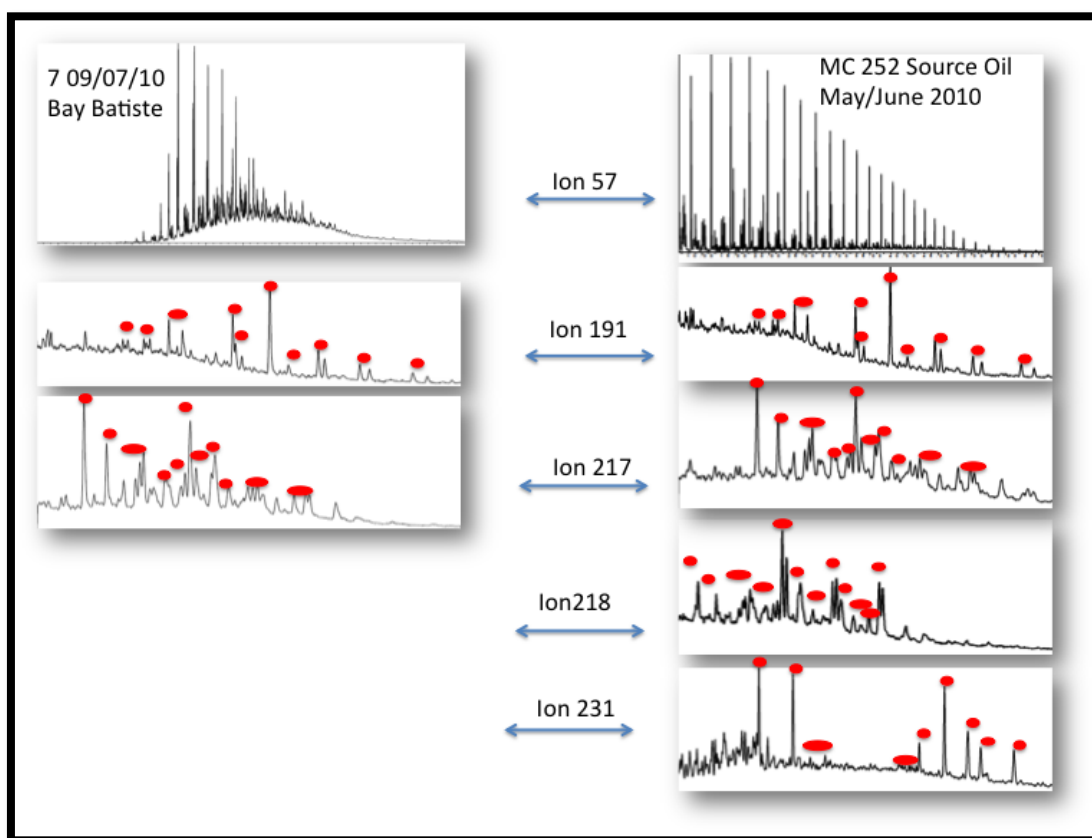 7 09/07/10
Bay Batiste
MC 252 Source Oil
May/June 2010
Ion 57
Ion 191
Ion 217
Ion218
Ion 231